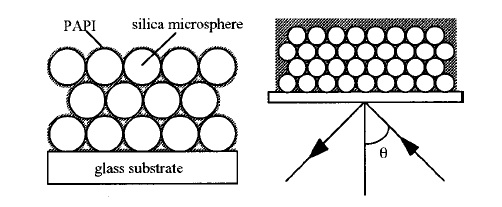 PAPI silica microsphere
glass substrate
θ